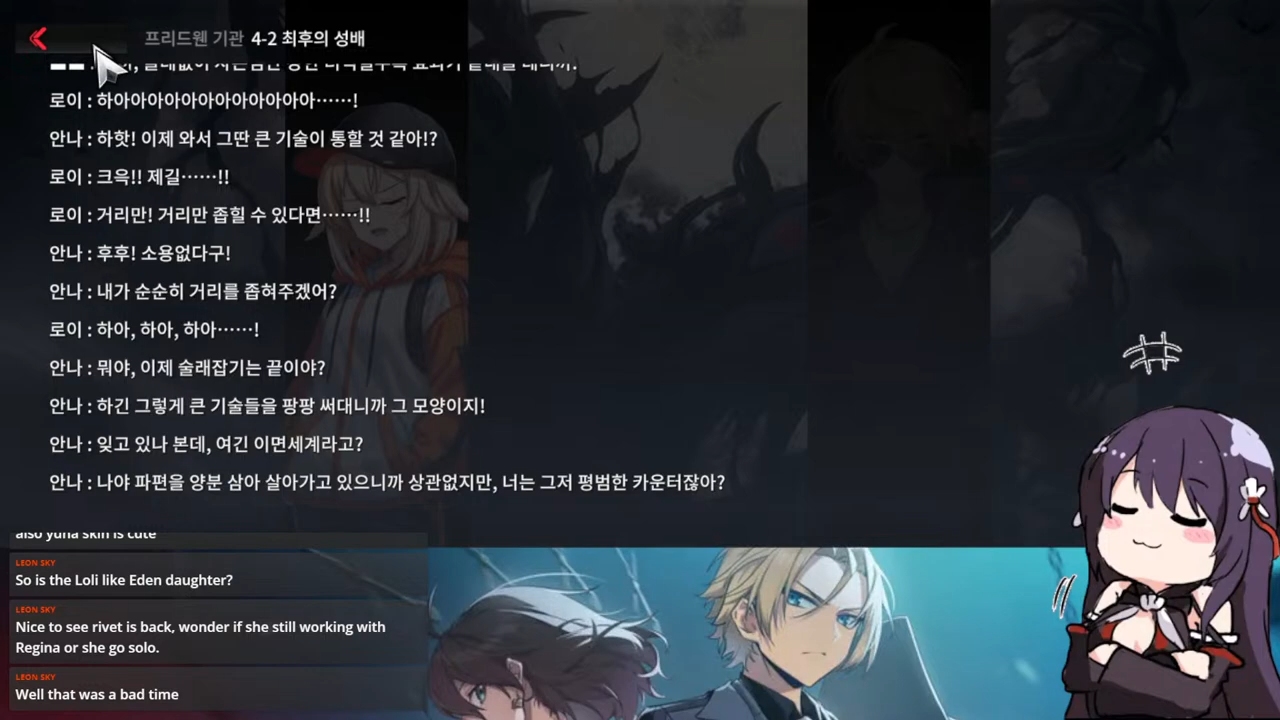 프리드웬 기관 4-2 최후의 성배
로이 : 하아아아아아아아아아아아아아……!
안나 : 하핫! 이제 와서 그딴 큰 기술이 통할 것 같아!?
로이 : 크윽!! 제길……!!
로이 : 거리만! 거리만 좁힐 수 있다면……!!
안나 : 후후! 소용없다구!
안나 : 내가 순순히 거리를 좁혀주겠어?
로이 : 하아, 하아, 하아……!
안나 : 뭐야, 이제 술래잡기는 끝이야?
안나 : 하긴 그렇게 큰 기술들을 팡팡 써대니까 그 모양이지!
안나 : 잊고 있나 본데, 여긴 이면세계라고?
안나 : 나야 파편을 양분 삼아 살아가고 있으니까 상관없지만, 너는 그저 평범한 카운터잖아?
also yuna skin is cute
LEON SKY
So is the Loli like Eden daughter?
LEON SKY
Nice to see rivet is back, wonder if she still working with
Regina or she go solo.
LEON SKY
Well that was a bad time